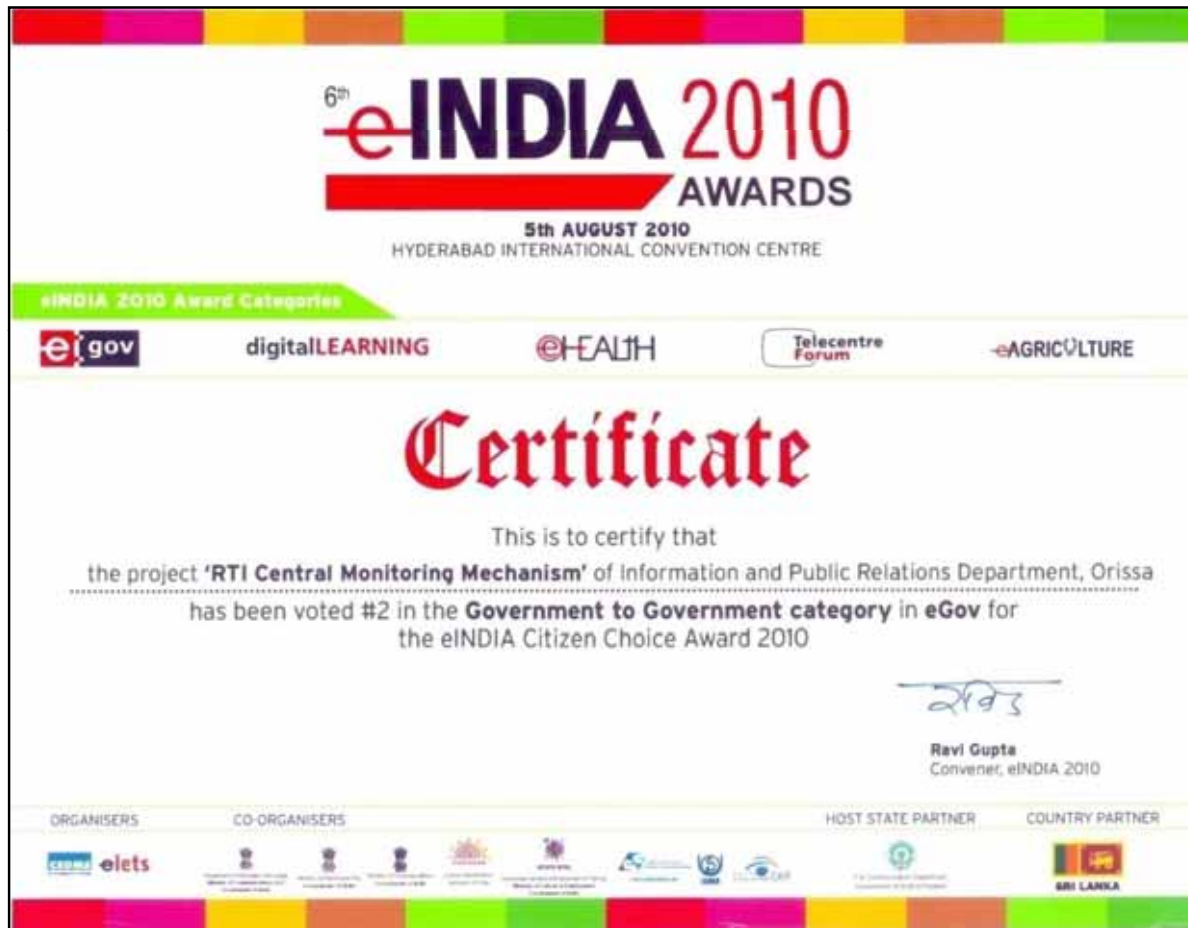 6th
eINDIA 2010
AWARDS
5th AUGUST 2010
HYDERABAD INTERNATIONAL CONVENTION CENTRE
eINDIA 2010 Award Categories
egov digitalLEARNING eHEALTH Telecentre Forum eAGRICULTURE
Certificate
This is to certify that
the project 'RTI Central Monitoring Mechanism' of Information and Public Relations Department, Orissa
has been voted #2 in the Government to Government category in eGov for
the eINDIA Citizen Choice Award 2010
Ravi Gupta
Convener, eINDIA 2010
ORGANISERS CO-ORGANISERS HOST STATE PARTNER COUNTRY PARTNER
CSDMS elets
SRI LANKA